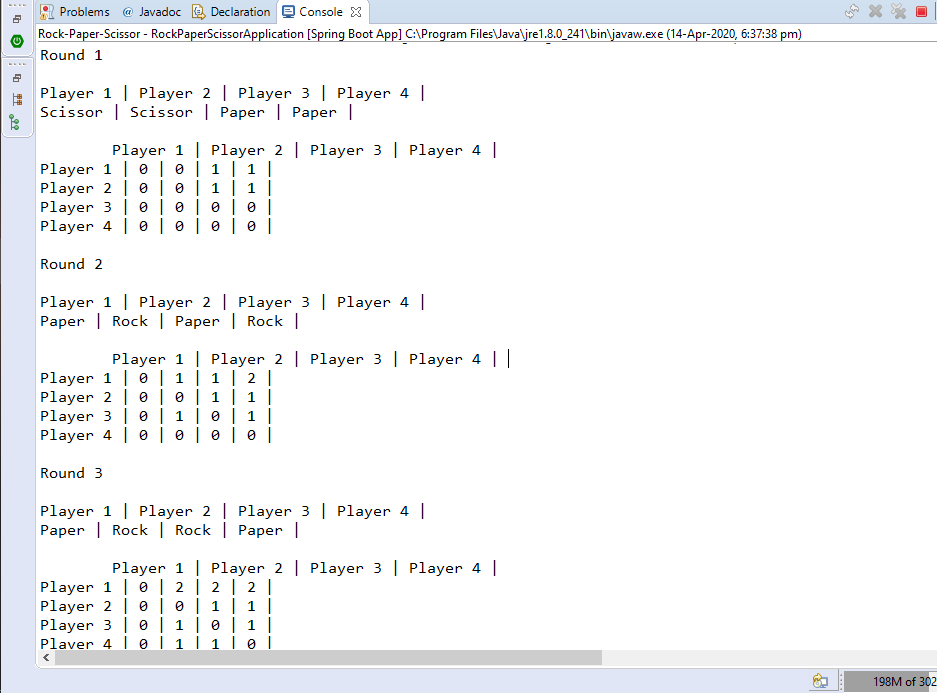 Problems @ Javadoc Declaration Console
Rock-Paper-Scissor - RockPaperScissorApplication [Spring Boot App] C:\Program Files\Java\jre1.8.0_241\bin\javaw.exe (14-Apr-2020, 6:37:38 pm)
Round 1
Player 1 | Player 2 | Player 3 | Player 4 |
Scissor | Scissor | Paper | Paper |
Player 1 | Player 2 | Player 3 | Player 4 |
Player 1 | 0 | 0 | 1 | 1 |
Player 2 | 0 | 0 | 1 | 1 |
Player 3 | 0 | 0 | 0 | 0 |
Player 4 | 0 | 0 | 0 | 0 |
Round 2
Player 1 | Player 2 | Player 3 | Player 4 |
Paper | Rock | Paper | Rock |
Player 1 | Player 2 | Player 3 | Player 4 |
Player 1 | 0 | 1 | 1 | 2 |
Player 2 | 0 | 0 | 1 | 1 |
Player 3 | 0 | 1 | 0 | 1 |
Player 4 | 0 | 0 | 0 | 0 |
Round 3
Player 1 | Player 2 | Player 3 | Player 4 |
Paper | Rock | Rock | Paper |
Player 1 | Player 2 | Player 3 | Player 4 |
Player 1 | 0 | 2 | 2 | 2 |
Player 2 | 0 | 0 | 1 | 1 |
Player 3 | 0 | 1 | 0 | 1 |
Player 4 | 0 | 1 | 1 | 0 |
198M of 302